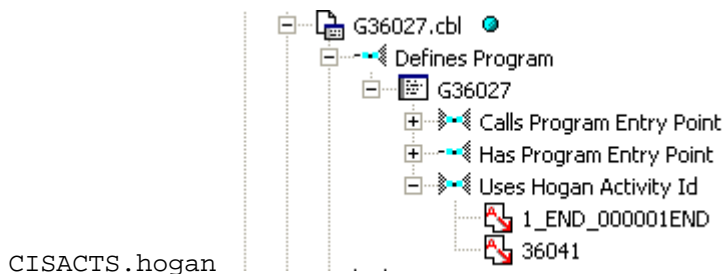 G36027.cbl
Defines Program
G36027
Calls Program Entry Point
Has Program Entry Point
Uses Hogan Activity Id
1_END_000001END
36041
CISACTS.hogan